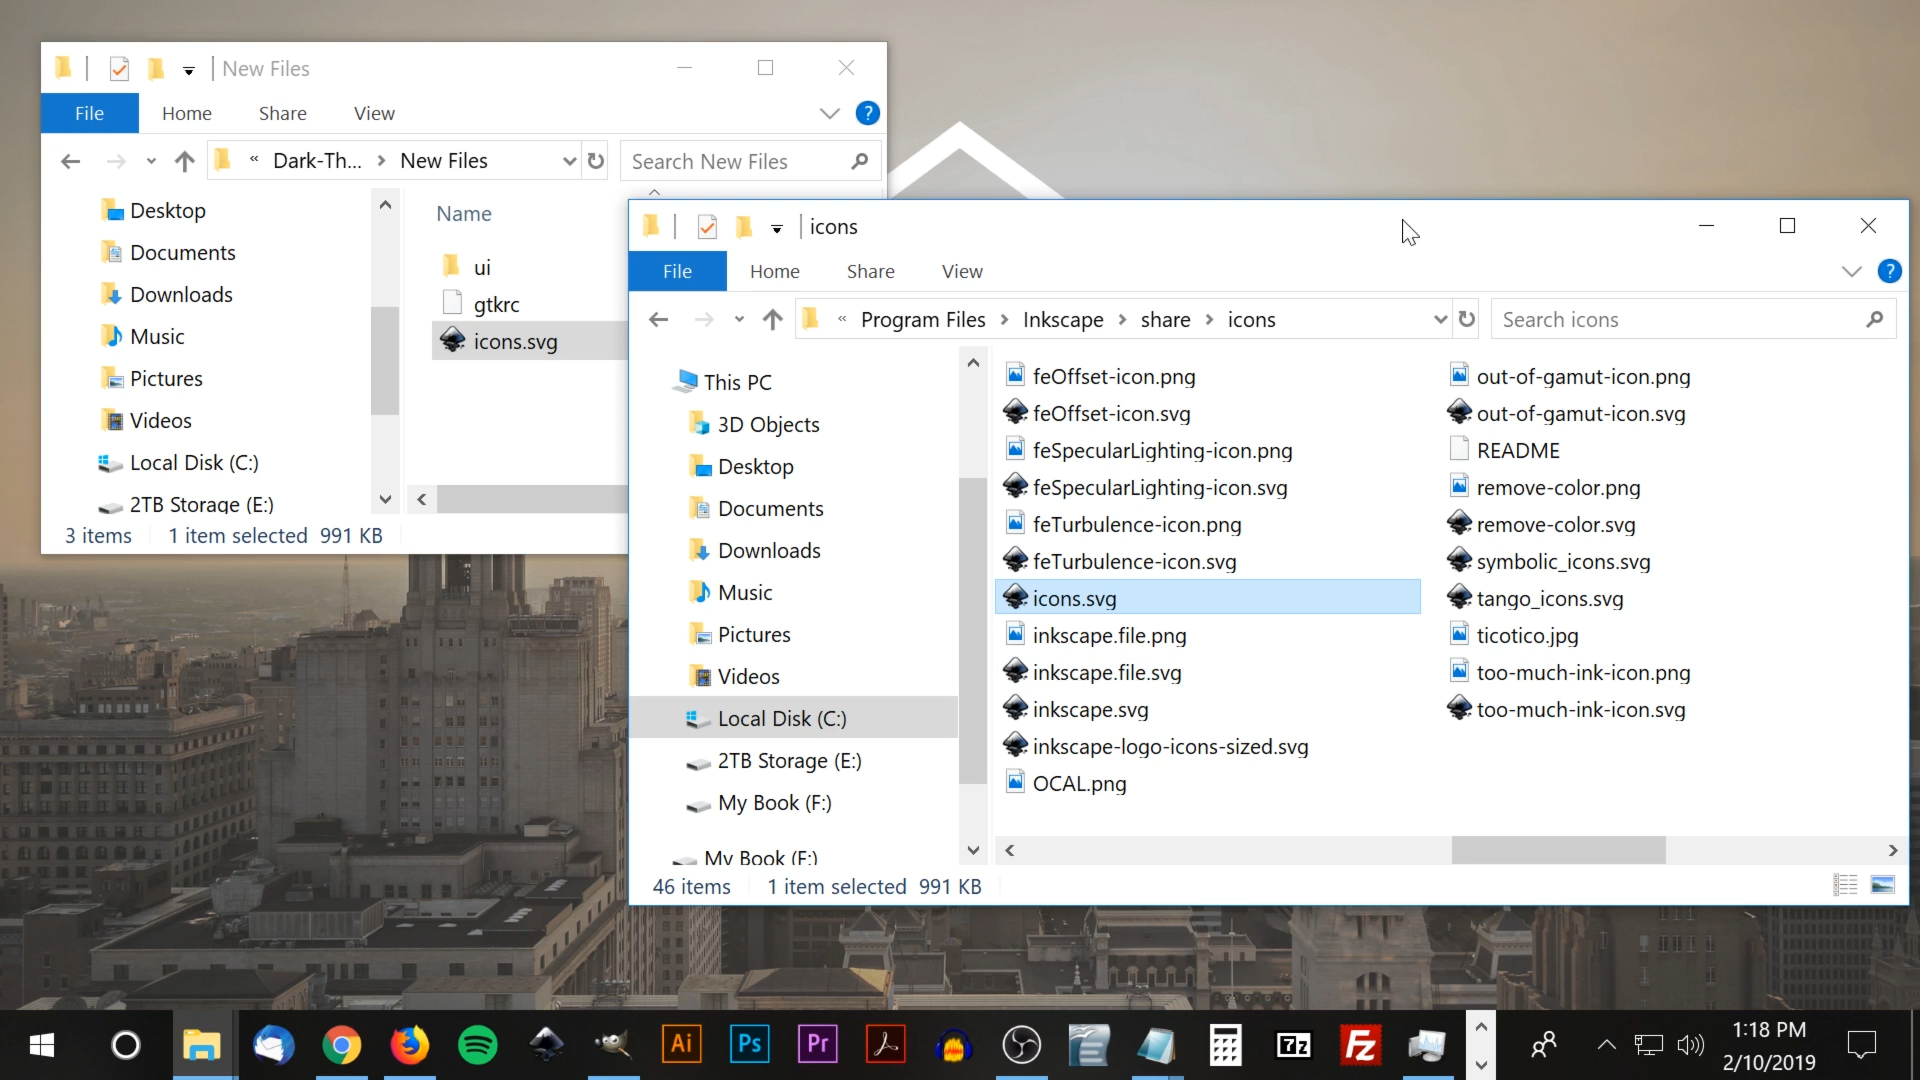 New Files
File Home Share View
?
« Dark-Th... > New Files
Search New Files
Desktop
Documents
Downloads
Music
Pictures
Videos
Local Disk (C:)
2TB Storage (E:)
Name
ui
gtkrc
icons.svg
3 items 1 item selected 991 KB
icons
File Home Share View
?
« Program Files > Inkscape > share > icons
Search icons
This PC
3D Objects
Desktop
Documents
Downloads
Music
Pictures
Videos
Local Disk (C:)
2TB Storage (E:)
My Book (F:)
My Book (F:)
feOffset-icon.png
feOffset-icon.svg
feSpecularLighting-icon.png
feSpecularLighting-icon.svg
feTurbulence-icon.png
feTurbulence-icon.svg
icons.svg
inkscape.file.png
inkscape.file.svg
inkscape.svg
inkscape-logo-icons-sized.svg
OCAL.png
out-of-gamut-icon.png
out-of-gamut-icon.svg
README
remove-color.png
remove-color.svg
symbolic_icons.svg
tango_icons.svg
ticotico.jpg
too-much-ink-icon.png
too-much-ink-icon.svg
46 items 1 item selected 991 KB
Ai Ps Pr 7z FZ
1:18 PM
2/10/2019